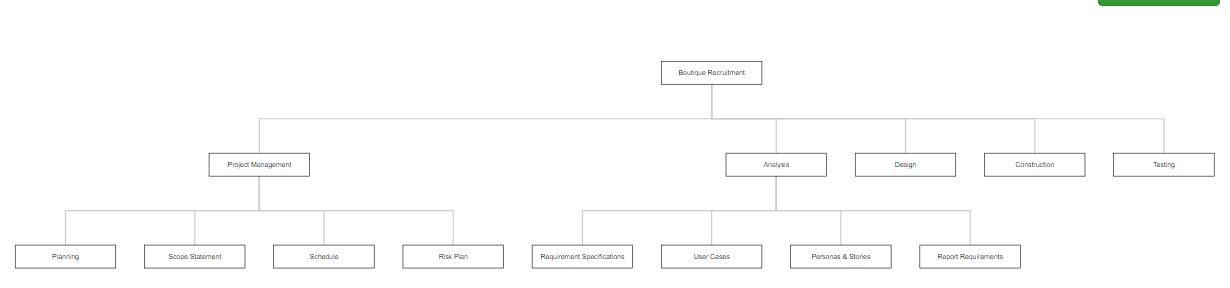 Boutique Recruitment
Project Management
Analysis
Design
Construction
Testing
Planning
Scope Statement
Schedule
Risk Plan
Requirement Specifications
User Cases
Personas & Stories
Report Requirements